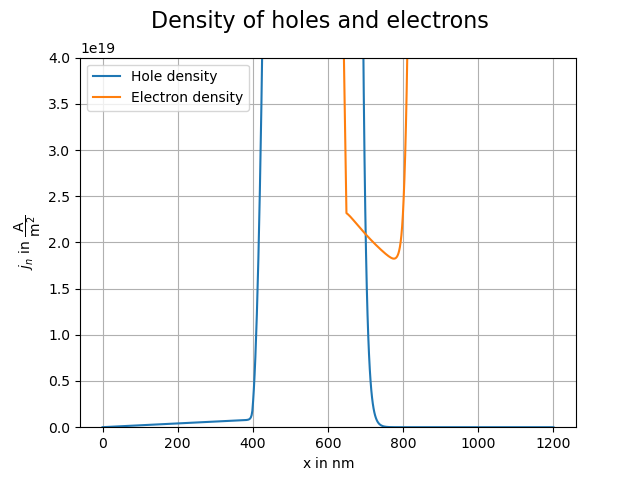 Density of holes and electrons
1e19
Hole density
Electron density
4.0
3.5
3.0
2.5
2.0
1.5
1.0
0.5
0.0
j_n in A/m²
0 200 400 600 800 1000 1200
x in nm